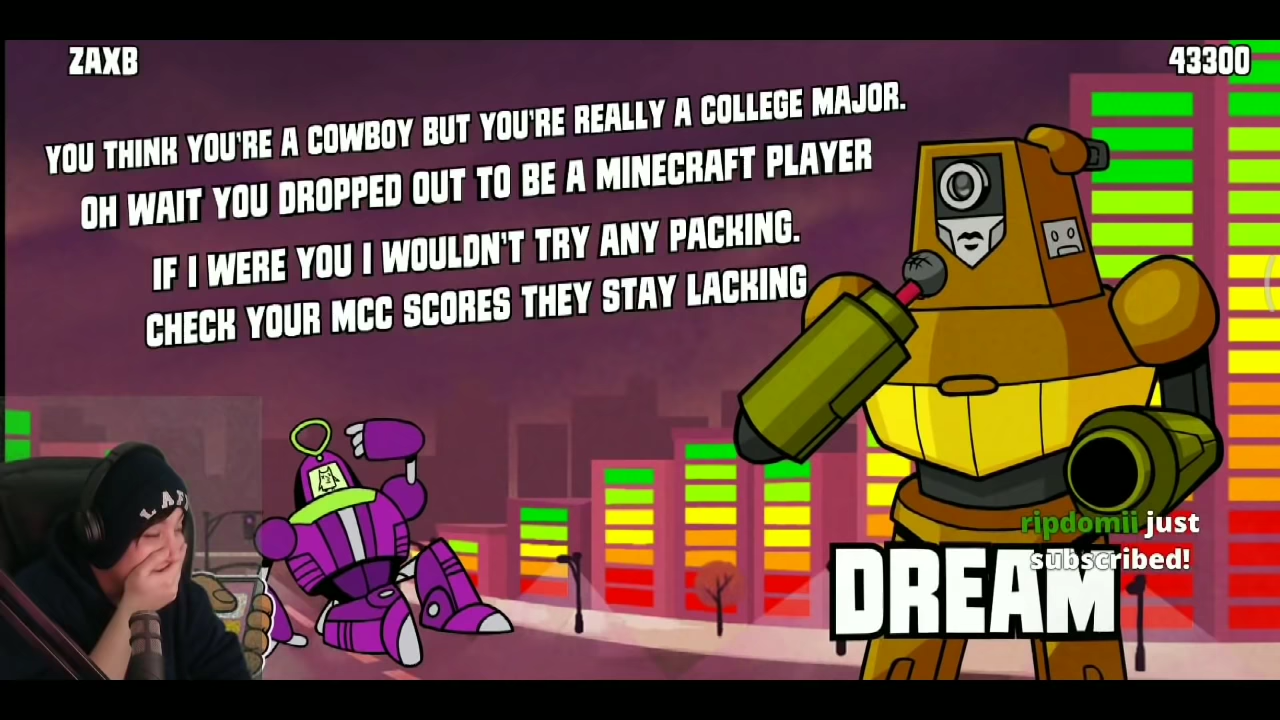 ZAXB
43300
YOU THINK YOU'RE A COWBOY BUT YOU'RE REALLY A COLLEGE MAJOR.
OH WAIT YOU DROPPED OUT TO BE A MINECRAFT PLAYER
IF I WERE YOU I WOULDN'T TRY ANY PACKING.
CHECK YOUR MCC SCORES THEY STAY LACKING
ripdomii just
subscribed!
DREAM